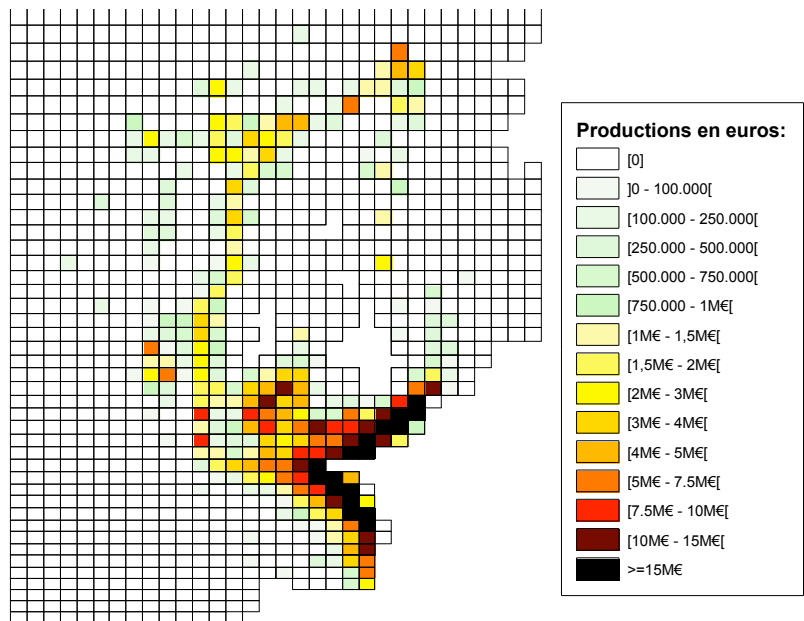 Productions en euros:
[0]
]0 - 100.000[
[100.000 - 250.000[
[250.000 - 500.000[
[500.000 - 750.000[
[750.000 - 1M€[
[1M€ - 1,5M€[
[1,5M€ - 2M€[
[2M€ - 3M€[
[3M€ - 4M€[
[4M€ - 5M€[
[5M€ - 7.5M€[
[7.5M€ - 10M€[
[10M€ - 15M€[
>=15M€